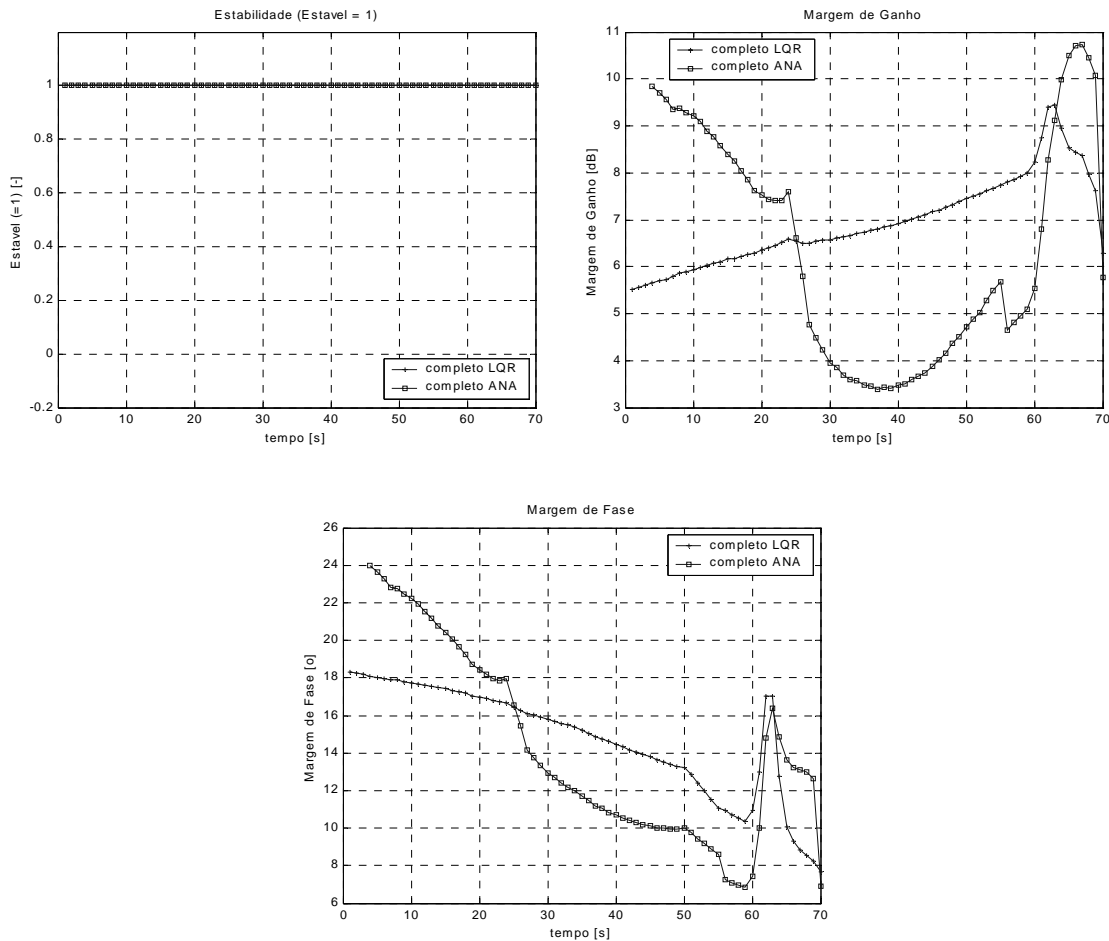 Estabilidade (Estavel = 1)
1
0.8
0.6
0.4
0.2
0
-0.2
Estavel (=1) [-]
completo LQR
completo ANA
0 10 20 30 40 50 60 70
tempo [s]
Margem de Ganho
11
10
9
8
7
6
5
4
3
Margem de Ganho [dB]
completo LQR
completo ANA
0 10 20 30 40 50 60 70
tempo [s]
Margem de Fase
26
24
22
20
18
16
14
12
10
8
6
Margem de Fase [o]
completo LQR
completo ANA
0 10 20 30 40 50 60 70
tempo [s]